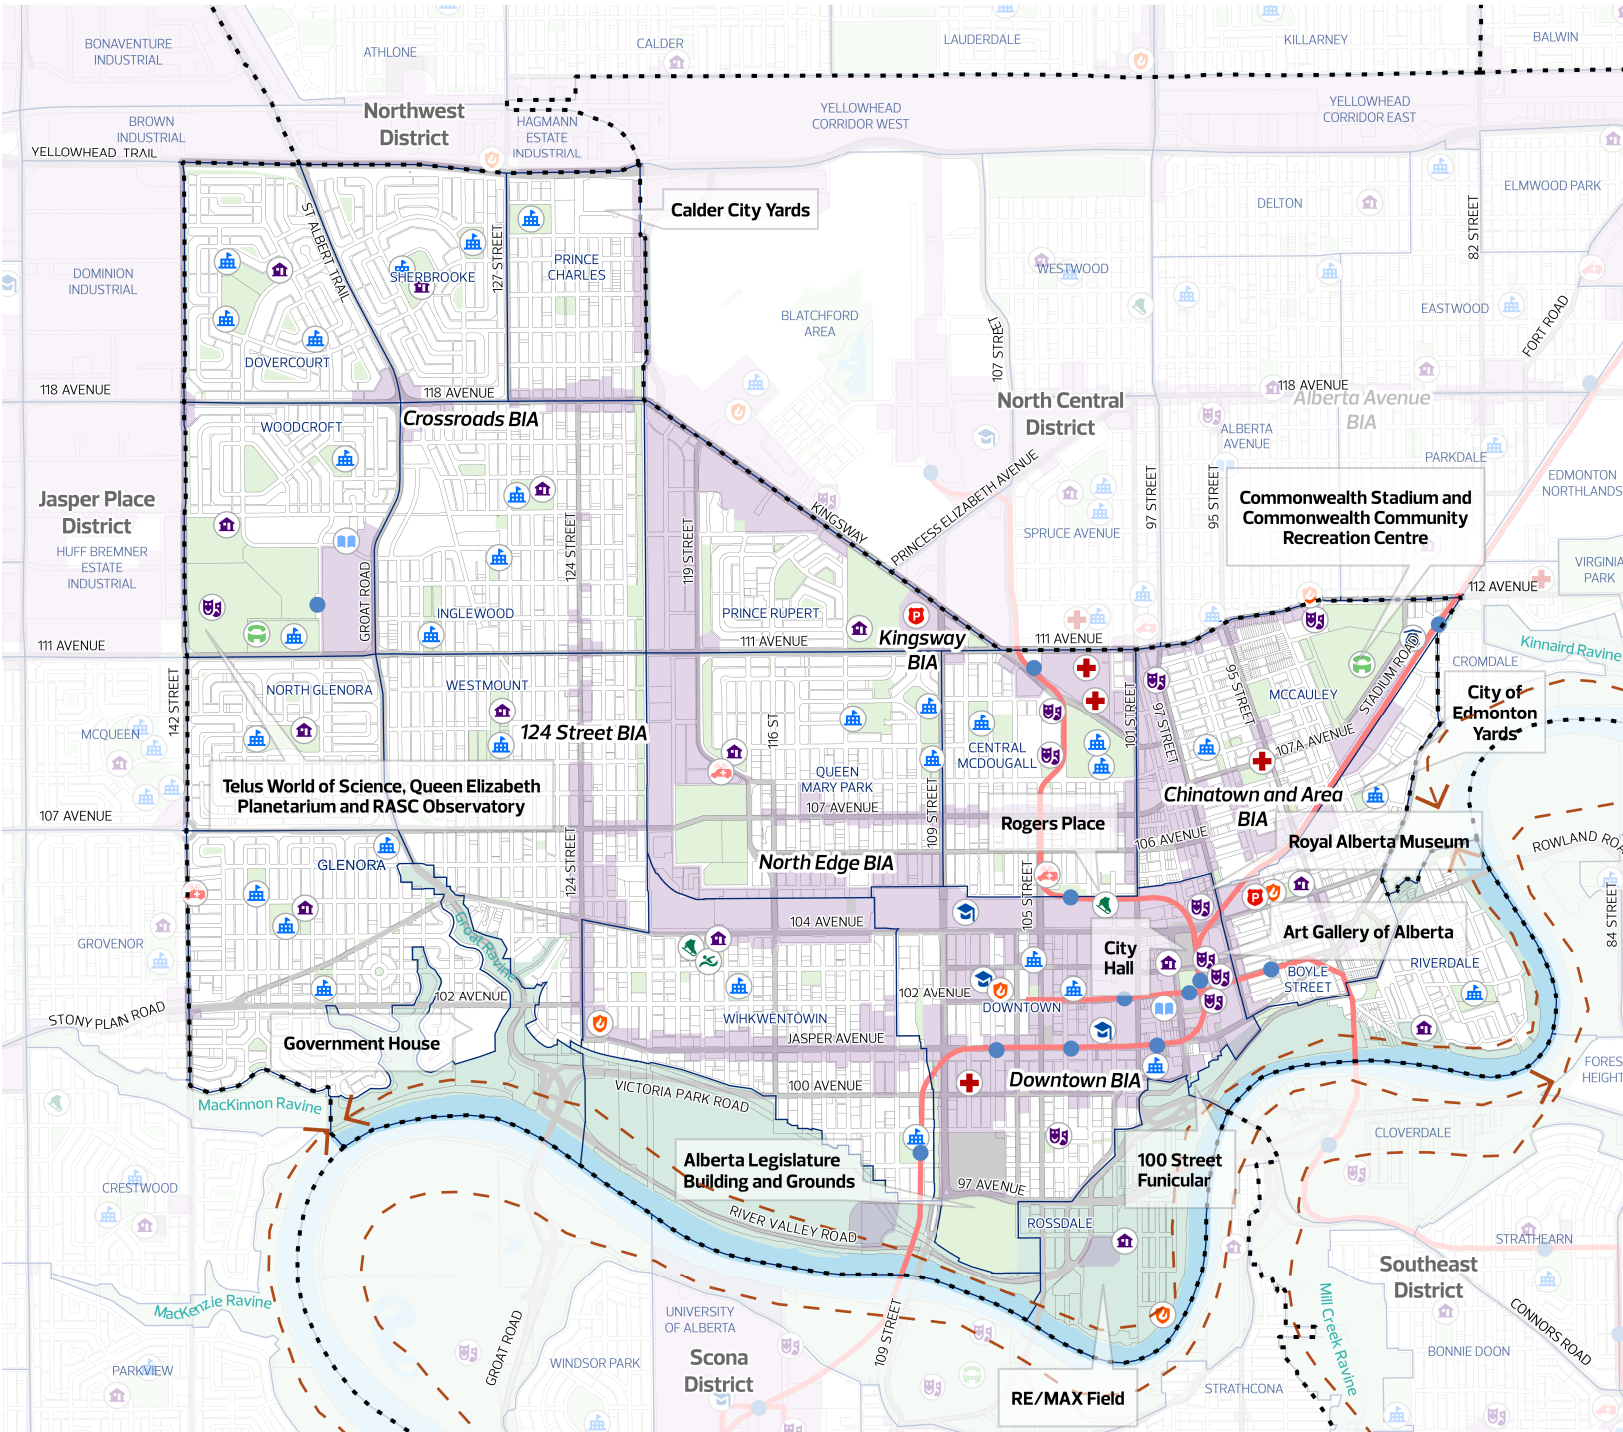 BONAVENTURE
INDUSTRIAL
ATHLONE
CALDER
LAUDERDALE
KILLARNEY
BALWIN
Northwest
District
BROWN
INDUSTRIAL
HAGMANN
ESTATE
INDUSTRIAL
YELLOWHEAD
CORRIDOR WEST
YELLOWHEAD
CORRIDOR EAST
YELLOWHEAD TRAIL
ELMWOOD PARK
DELTON
Calder City Yards
ST ALBERT TRAIL
127 STREET
82 STREET
DOMINION
INDUSTRIAL
SHERBROOKE
PRINCE
CHARLES
WESTWOOD
BLATCHFORD
AREA
EASTWOOD
FORT ROAD
107 STREET
DOVERCOURT
118 AVENUE
118 AVENUE
118 AVENUE
Crossroads BIA
WOODCROFT
North Central
District
Alberta Avenue
BIA
ALBERTA
AVENUE
PARKDALE
EDMONTON
NORTHLANDS
Jasper Place
District
HUFF BREMNER
ESTATE
INDUSTRIAL
KINGSWAY
PRINCESS ELIZABETH AVENUE
SPRUCE AVENUE
97 STREET
95 STREET
Commonwealth Stadium and
Commonwealth Community
Recreation Centre
VIRGINIA
PARK
112 AVENUE
124 STREET
119 STREET
GROAT ROAD
INGLEWOOD
PRINCE RUPERT
111 AVENUE
111 AVENUE
111 AVENUE
Kingsway
BIA
Kinnaird Ravine
CROMDALE
STADIUM ROAD
142 STREET
NORTH GLENORA
WESTMOUNT
MCCAULEY
95 STREET
97 STREET
101 STREET
City of
Edmonton
Yards
MCQUEEN
124 Street BIA
116 ST
CENTRAL
MCDOUGALL
107A AVENUE
Telus World of Science, Queen Elizabeth
Planetarium and RASC Observatory
QUEEN
MARY PARK
107 AVENUE
107 AVENUE
109 STREET
Chinatown and Area
BIA
Rogers Place
106 AVENUE
Royal Alberta Museum
ROWLAND ROA
GLENORA
124 STREET
North Edge BIA
105 STREET
84 STREET
104 AVENUE
GROVENOR
Groat Ravine
City
Hall
Art Gallery of Alberta
RIVERDALE
BOYLE
STREET
102 AVENUE
102 AVENUE
DOWNTOWN
STONY PLAIN ROAD
WÎHKWÊNTÔWIN
JASPER AVENUE
Government House
FORES
HEIGHT
Downtown BIA
100 AVENUE
VICTORIA PARK ROAD
MacKinnon Ravine
CLOVERDALE
Alberta Legislature
Building and Grounds
100 Street
Funicular
CRESTWOOD
97 AVENUE
RIVER VALLEY ROAD
ROSSDALE
STRATHEARN
Southeast
District
MacKenzie Ravine
UNIVERSITY
OF ALBERTA
109 STREET
Mill Creek Ravine
CONNORS ROAD
GROAT ROAD
PARKVIEW
WINDSOR PARK
Scona
District
BONNIE DOON
STRATHCONA
RE/MAX Field